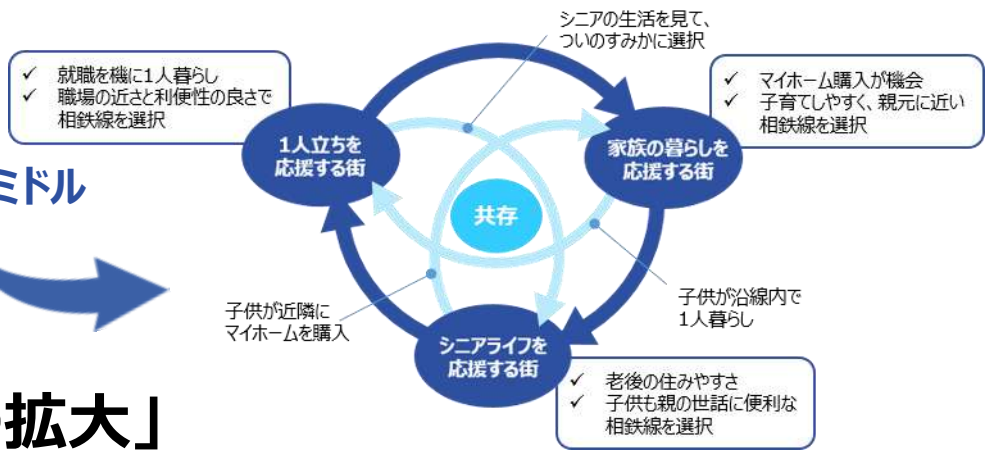 シニアの生活を見て、
ついのすみかに選択
✓ 就職を機に1人暮らし
✓ 職場の近さと利便性の良さで
相鉄線を選択
✓ マイホーム購入が機会
✓ 子育てしやすく、親元に近い
相鉄線を選択
1人立ちを
応援する街
家族の暮らしを
応援する街
ミドル
共存
子供が近隣に
マイホームを購入
子供が沿線内で
1人暮らし
シニアライフを
応援する街
✓ 老後の住みやすさ
✓ 子供も親の世話に便利な
相鉄線を選択
拡大」